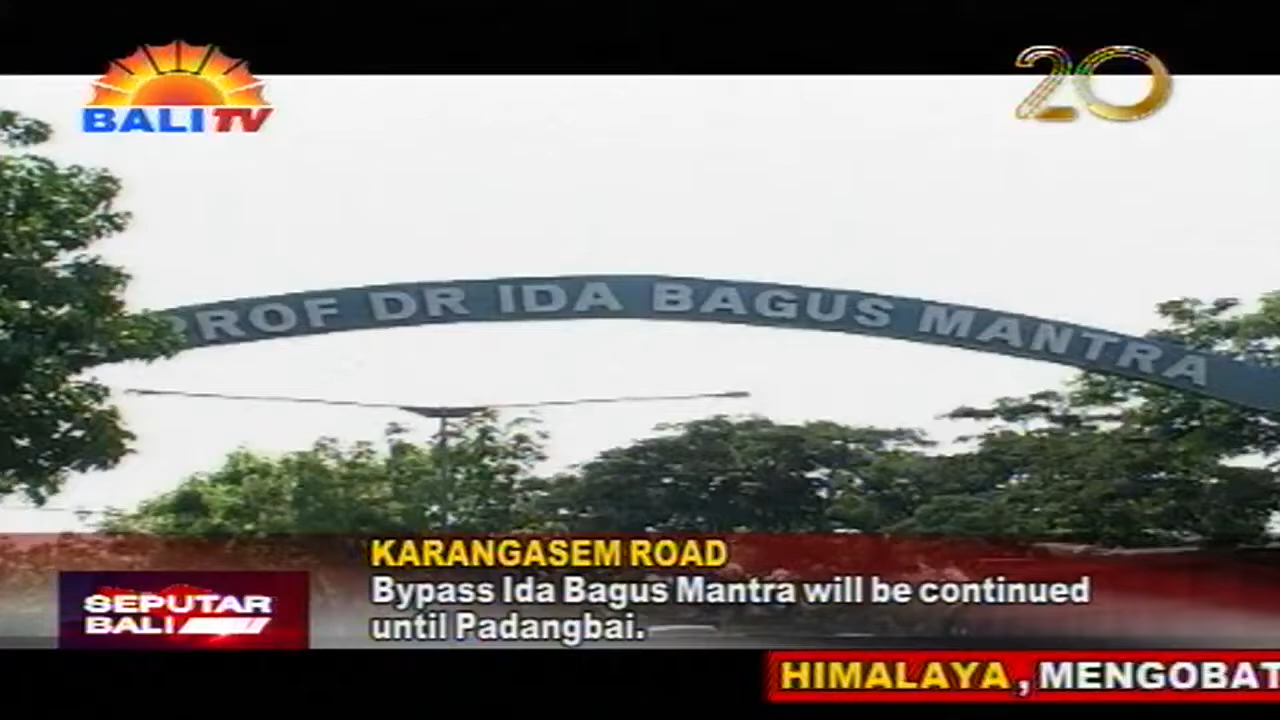 BALI TV
20
PROF DR IDA BAGUS MANTRA
KARANGASEM ROAD
Bypass Ida Bagus Mantra will be continued
until Padangbai.
SEPUTAR
BALI
HIMALAYA, MENGOBAT